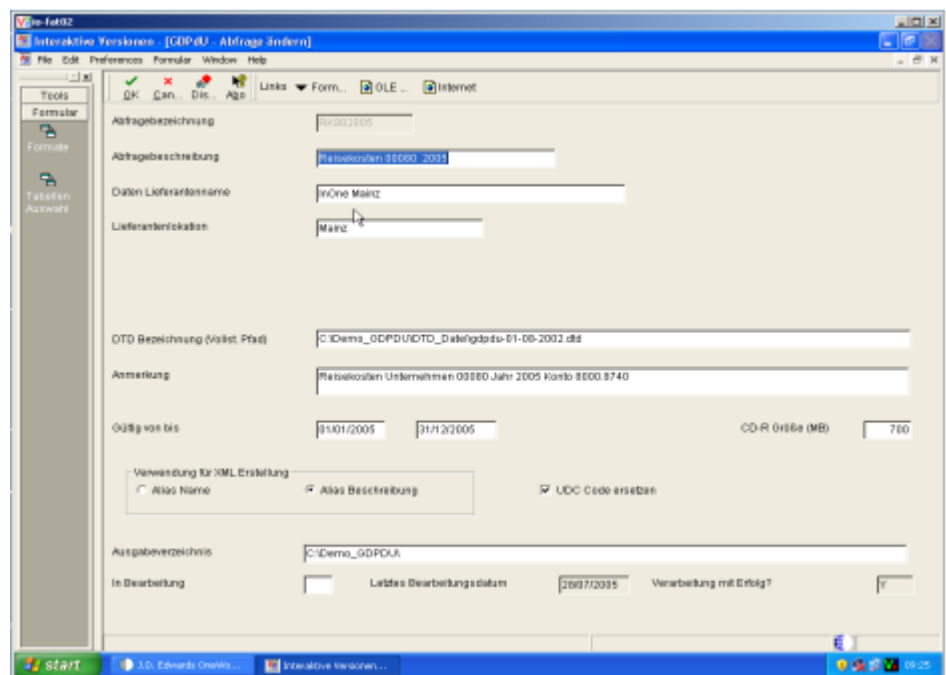 io-fat02
Interaktive Versionen - [GDPdU - Abfrage ändern]
File Edit Preferences Formular Window Help
Tools
Formular
Formate
Tabellen
Auswahl
OK Can... Dis... Abo Links Form... OLE ... Internet
Abfragebezeichnung RK802005
Abfragebeschreibung Reisekosten 00080 2005
Daten Lieferantenname InOne Mainz
Lieferantenlokation Mainz
DTD Bezeichnung (Vollst. Pfad) C:\Demo_GDPDU\DTD_Datei\gdpdu-01-08-2002.dtd
Anmerkung Reisekosten Unternehmen 00080 Jahr 2005 Konto 8000.8740
Gültig von bis 01/01/2005 31/12/2005 CD-R Größe (MB) 700
Verwendung für XML Erstellung
Alias Name Alias Beschreibung UDC Code ersetzen
Ausgabeverzeichnis C:\Demo_GDPDU\
In Bearbeitung Letztes Bearbeitungsdatum 28/07/2005 Verarbeitung mit Erfolg? Y
start J.D. Edwards OneWo... Interaktive Versionen... 09:25